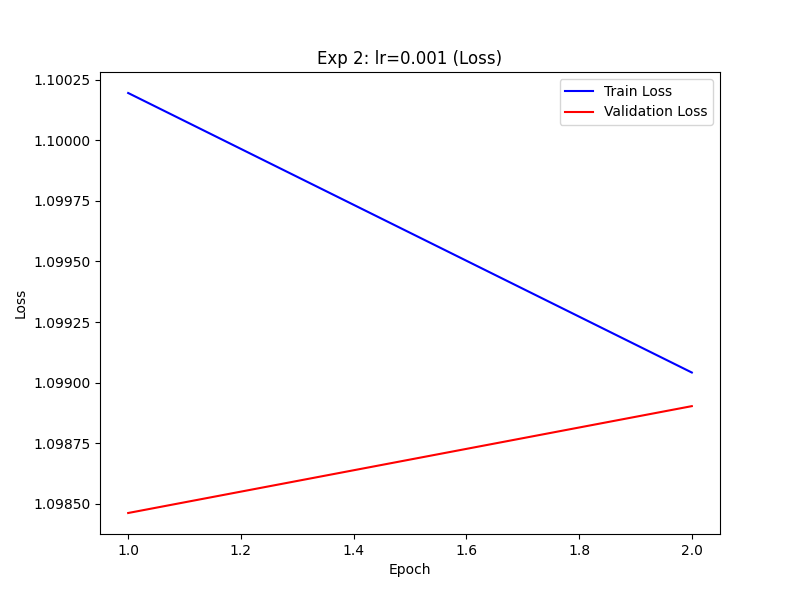 Exp 2: lr=0.001 (Loss)
Train Loss
Validation Loss
1.10025
1.10000
1.09975
1.09950
1.09925
1.09900
1.09875
1.09850
Loss
1.0 1.2 1.4 1.6 1.8 2.0
Epoch